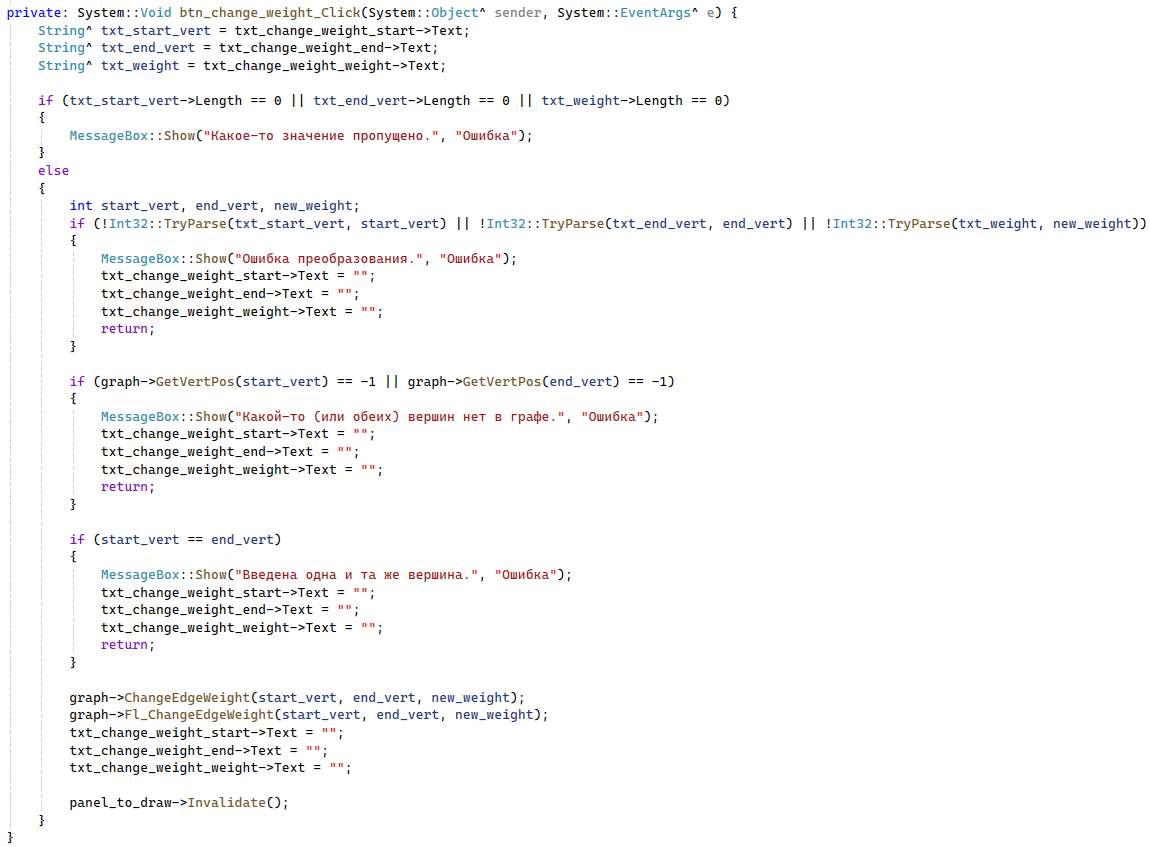 private: System::Void btn_change_weight_Click(System::Object^ sender, System::EventArgs^ e) {
    String^ txt_start_vert = txt_change_weight_start->Text;
    String^ txt_end_vert = txt_change_weight_end->Text;
    String^ txt_weight = txt_change_weight_weight->Text;

    if (txt_start_vert->Length == 0 || txt_end_vert->Length == 0 || txt_weight->Length == 0)
    {
        MessageBox::Show("Какое-то значение пропущено.", "Ошибка");
    }
    else
    {
        int start_vert, end_vert, new_weight;
        if (!Int32::TryParse(txt_start_vert, start_vert) || !Int32::TryParse(txt_end_vert, end_vert) || !Int32::TryParse(txt_weight, new_weight))
        {
            MessageBox::Show("Ошибка преобразования.", "Ошибка");
            txt_change_weight_start->Text = "";
            txt_change_weight_end->Text = "";
            txt_change_weight_weight->Text = "";
            return;
        }

        if (graph->GetVertPos(start_vert) == -1 || graph->GetVertPos(end_vert) == -1)
        {
            MessageBox::Show("Какой-то (или обеих) вершин нет в графе.", "Ошибка");
            txt_change_weight_start->Text = "";
            txt_change_weight_end->Text = "";
            txt_change_weight_weight->Text = "";
            return;
        }

        if (start_vert == end_vert)
        {
            MessageBox::Show("Введена одна и та же вершина.", "Ошибка");
            txt_change_weight_start->Text = "";
            txt_change_weight_end->Text = "";
            txt_change_weight_weight->Text = "";
            return;
        }

        graph->ChangeEdgeWeight(start_vert, end_vert, new_weight);
        graph->Fl_ChangeEdgeWeight(start_vert, end_vert, new_weight);
        txt_change_weight_start->Text = "";
        txt_change_weight_end->Text = "";
        txt_change_weight_weight->Text = "";

        panel_to_draw->Invalidate();
    }
}